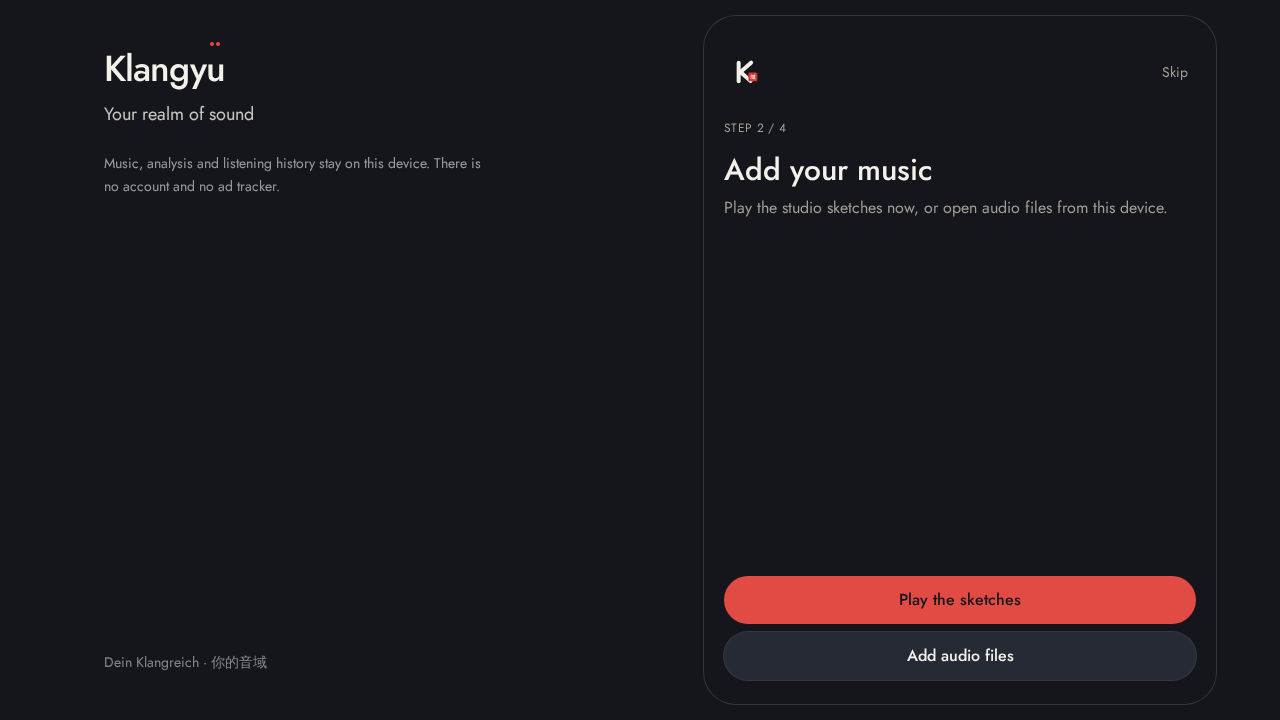 Klangyu
Your realm of sound
Music, analysis and listening history stay on this device. There is
no account and no ad tracker.
Dein Klangreich · 你的音域
K
Skip
STEP 2 / 4
Add your music
Play the studio sketches now, or open audio files from this device.
Play the sketches
Add audio files